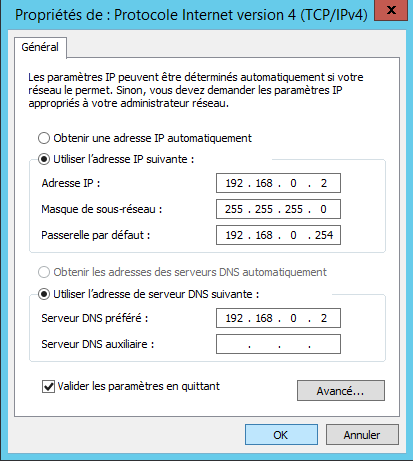 Propriétés de : Protocole Internet version 4 (TCP/IPv4)
x
Général
Les paramètres IP peuvent être déterminés automatiquement si votre
réseau le permet. Sinon, vous devez demander les paramètres IP
appropriés à votre administrateur réseau.
Obtenir une adresse IP automatiquement
Utiliser l'adresse IP suivante :
Adresse IP : 192 . 168 . 0 . 2
Masque de sous-réseau : 255 . 255 . 255 . 0
Passerelle par défaut : 192 . 168 . 0 . 254
Obtenir les adresses des serveurs DNS automatiquement
Utiliser l'adresse de serveur DNS suivante :
Serveur DNS préféré : 192 . 168 . 0 . 2
Serveur DNS auxiliaire : . . .
Valider les paramètres en quittant
Avancé...
OK Annuler